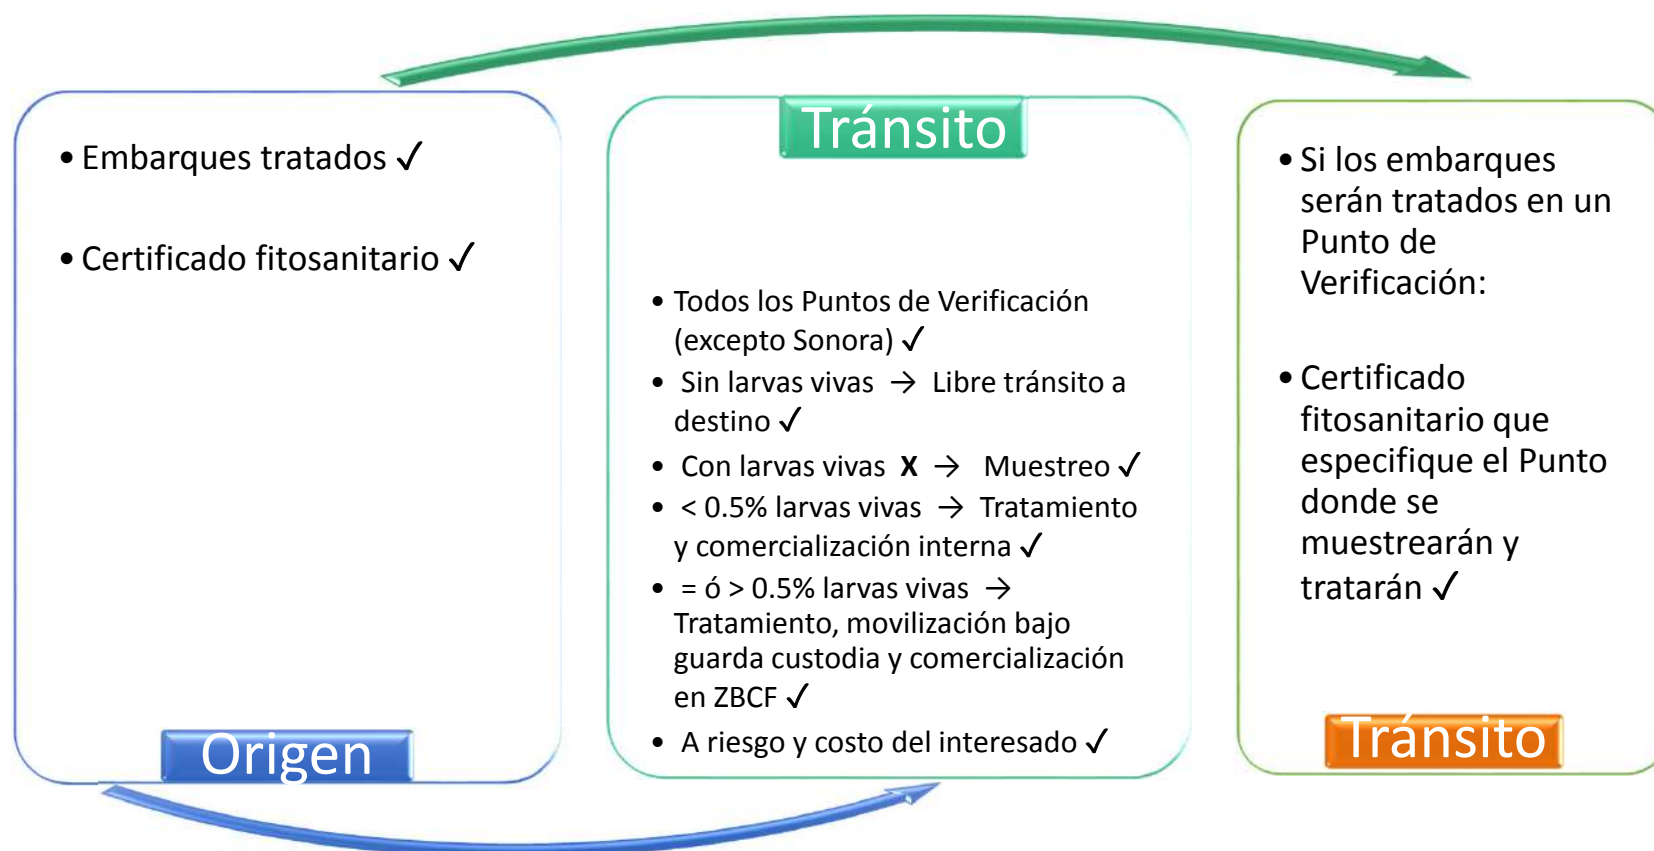 • Embarques tratados ✓
• Certificado fitosanitario ✓
Origen
Tránsito
• Todos los Puntos de Verificación
(excepto Sonora) ✓
• Sin larvas vivas → Libre tránsito a
destino ✓
• Con larvas vivas X → Muestreo ✓
• < 0.5% larvas vivas → Tratamiento
y comercialización interna ✓
• = ó > 0.5% larvas vivas →
Tratamiento, movilización bajo
guarda custodia y comercialización
en ZBCF ✓
• A riesgo y costo del interesado ✓
• Si los embarques
serán tratados en un
Punto de
Verificación:
• Certificado
fitosanitario que
especifique el Punto
donde se
muestrearán y
tratarán ✓
Tránsito